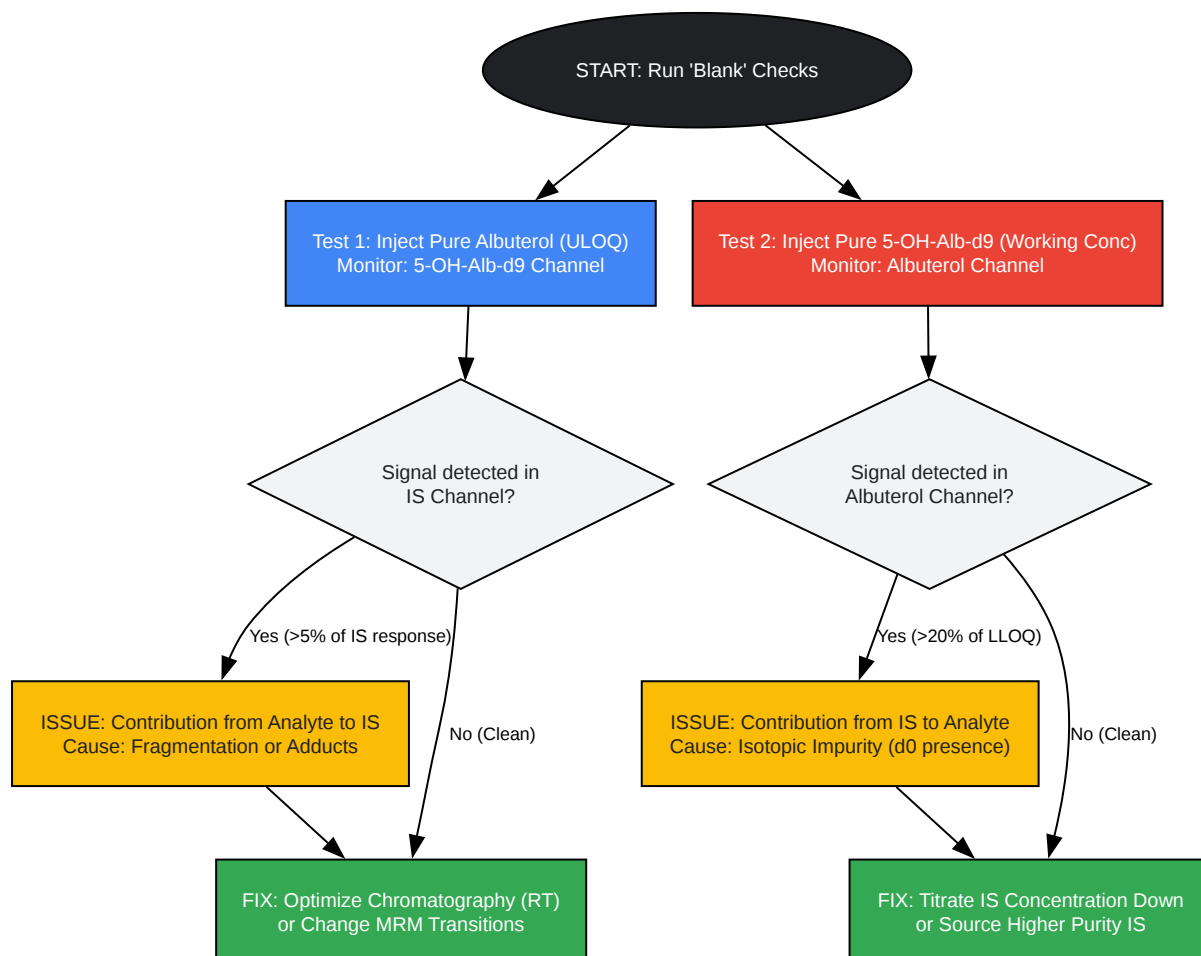 START: Run 'Blank' Checks
Test 1: Inject Pure Albuterol (ULOQ)
Monitor: 5-OH-Alb-d9 Channel
Test 2: Inject Pure 5-OH-Alb-d9 (Working Conc)
Monitor: Albuterol Channel
Signal detected in
IS Channel?
Signal detected in
Albuterol Channel?
Yes (>5% of IS response)
Yes (>20% of LLOQ)
ISSUE: Contribution from Analyte to IS
Cause: Fragmentation or Adducts
No (Clean)
ISSUE: Contribution from IS to Analyte
Cause: Isotopic Impurity (d0 presence)
No (Clean)
FIX: Optimize Chromatography (RT)
or Change MRM Transitions
FIX: Titrate IS Concentration Down
or Source Higher Purity IS